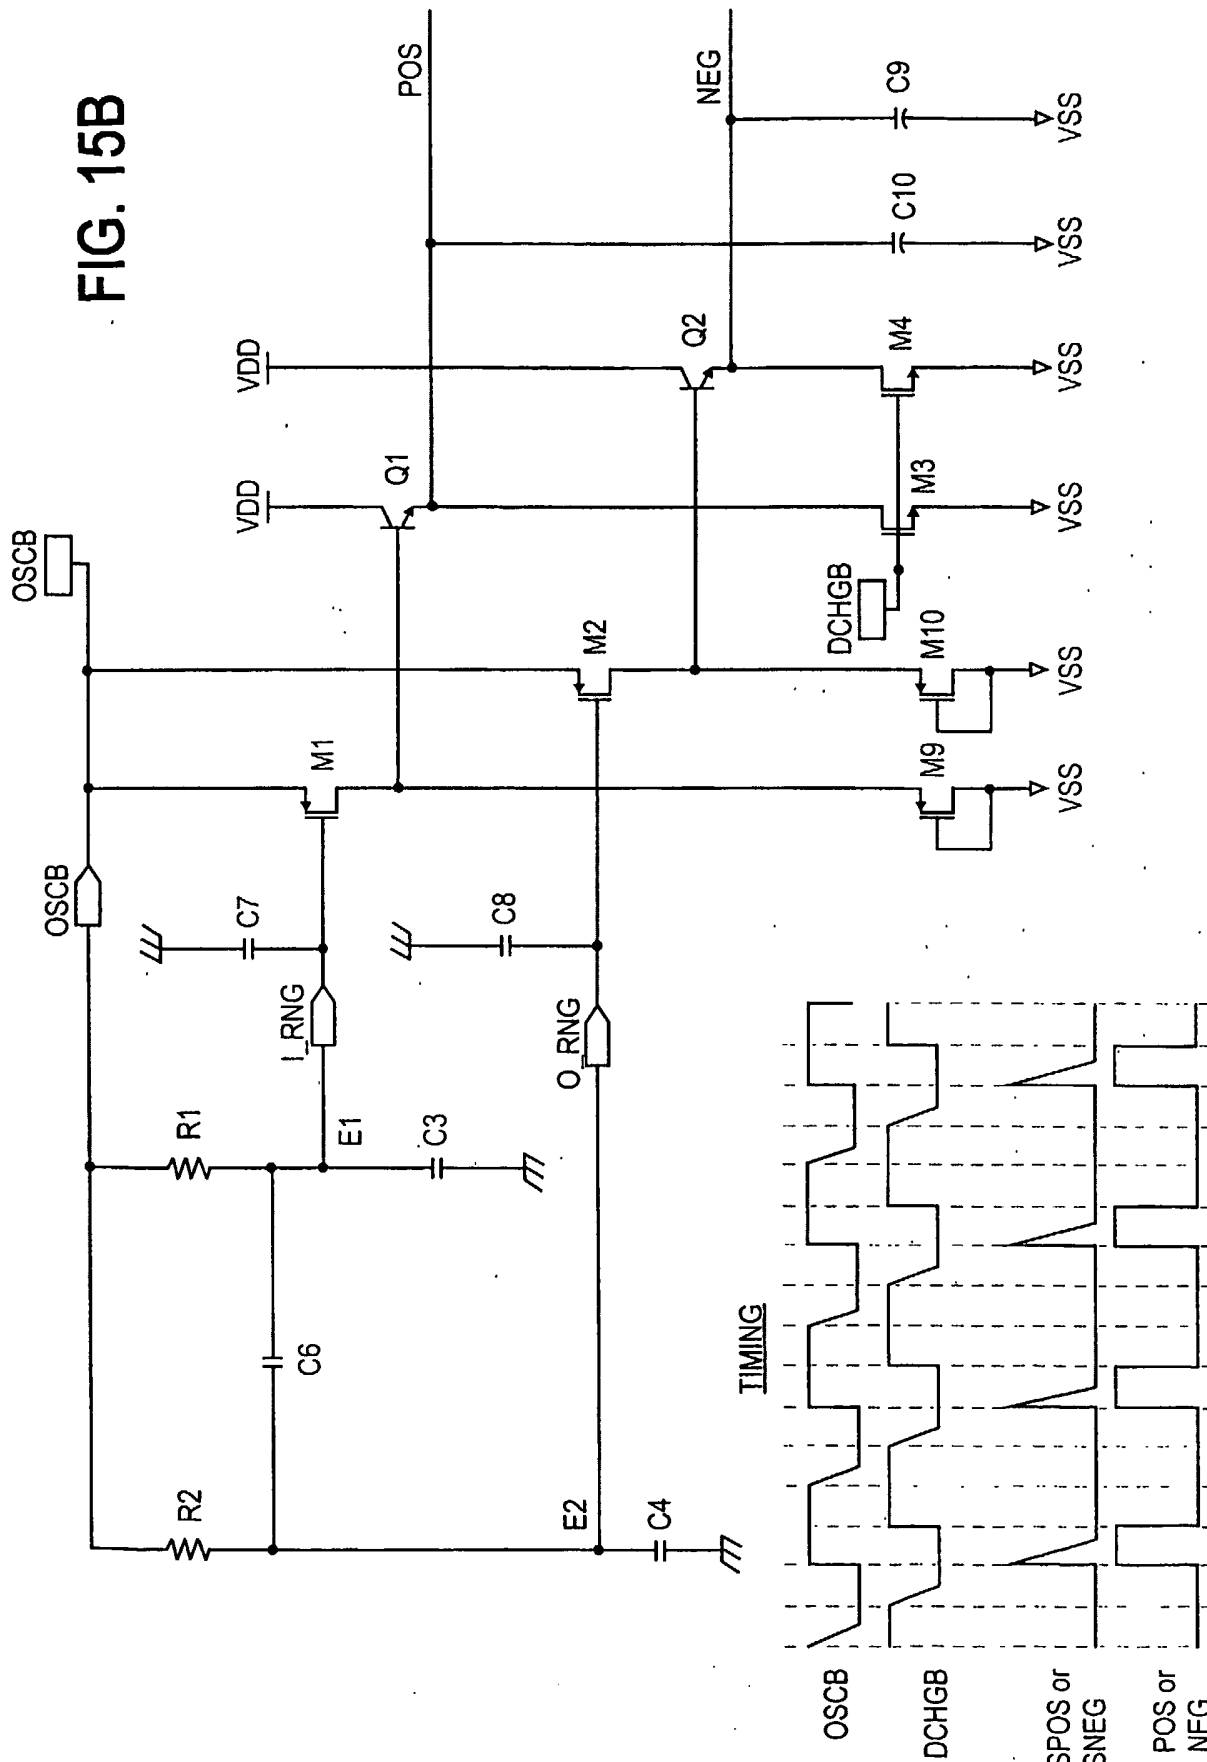 FIG. 15B
OSCB
OSCB
VDD
VDD
POS
R2
R1
I_RNG
C7
M1
Q1
C6
E1
C3
C8
M2
Q2
NEG
E2
O_RNG
C4
DCHGB
M9
M10
M3
M4
C10
C9
VSS
VSS
VSS
VSS
VSS
VSS
TIMING
OSCB
DCHGB
SPOS or
SNEG
POS or
NEG